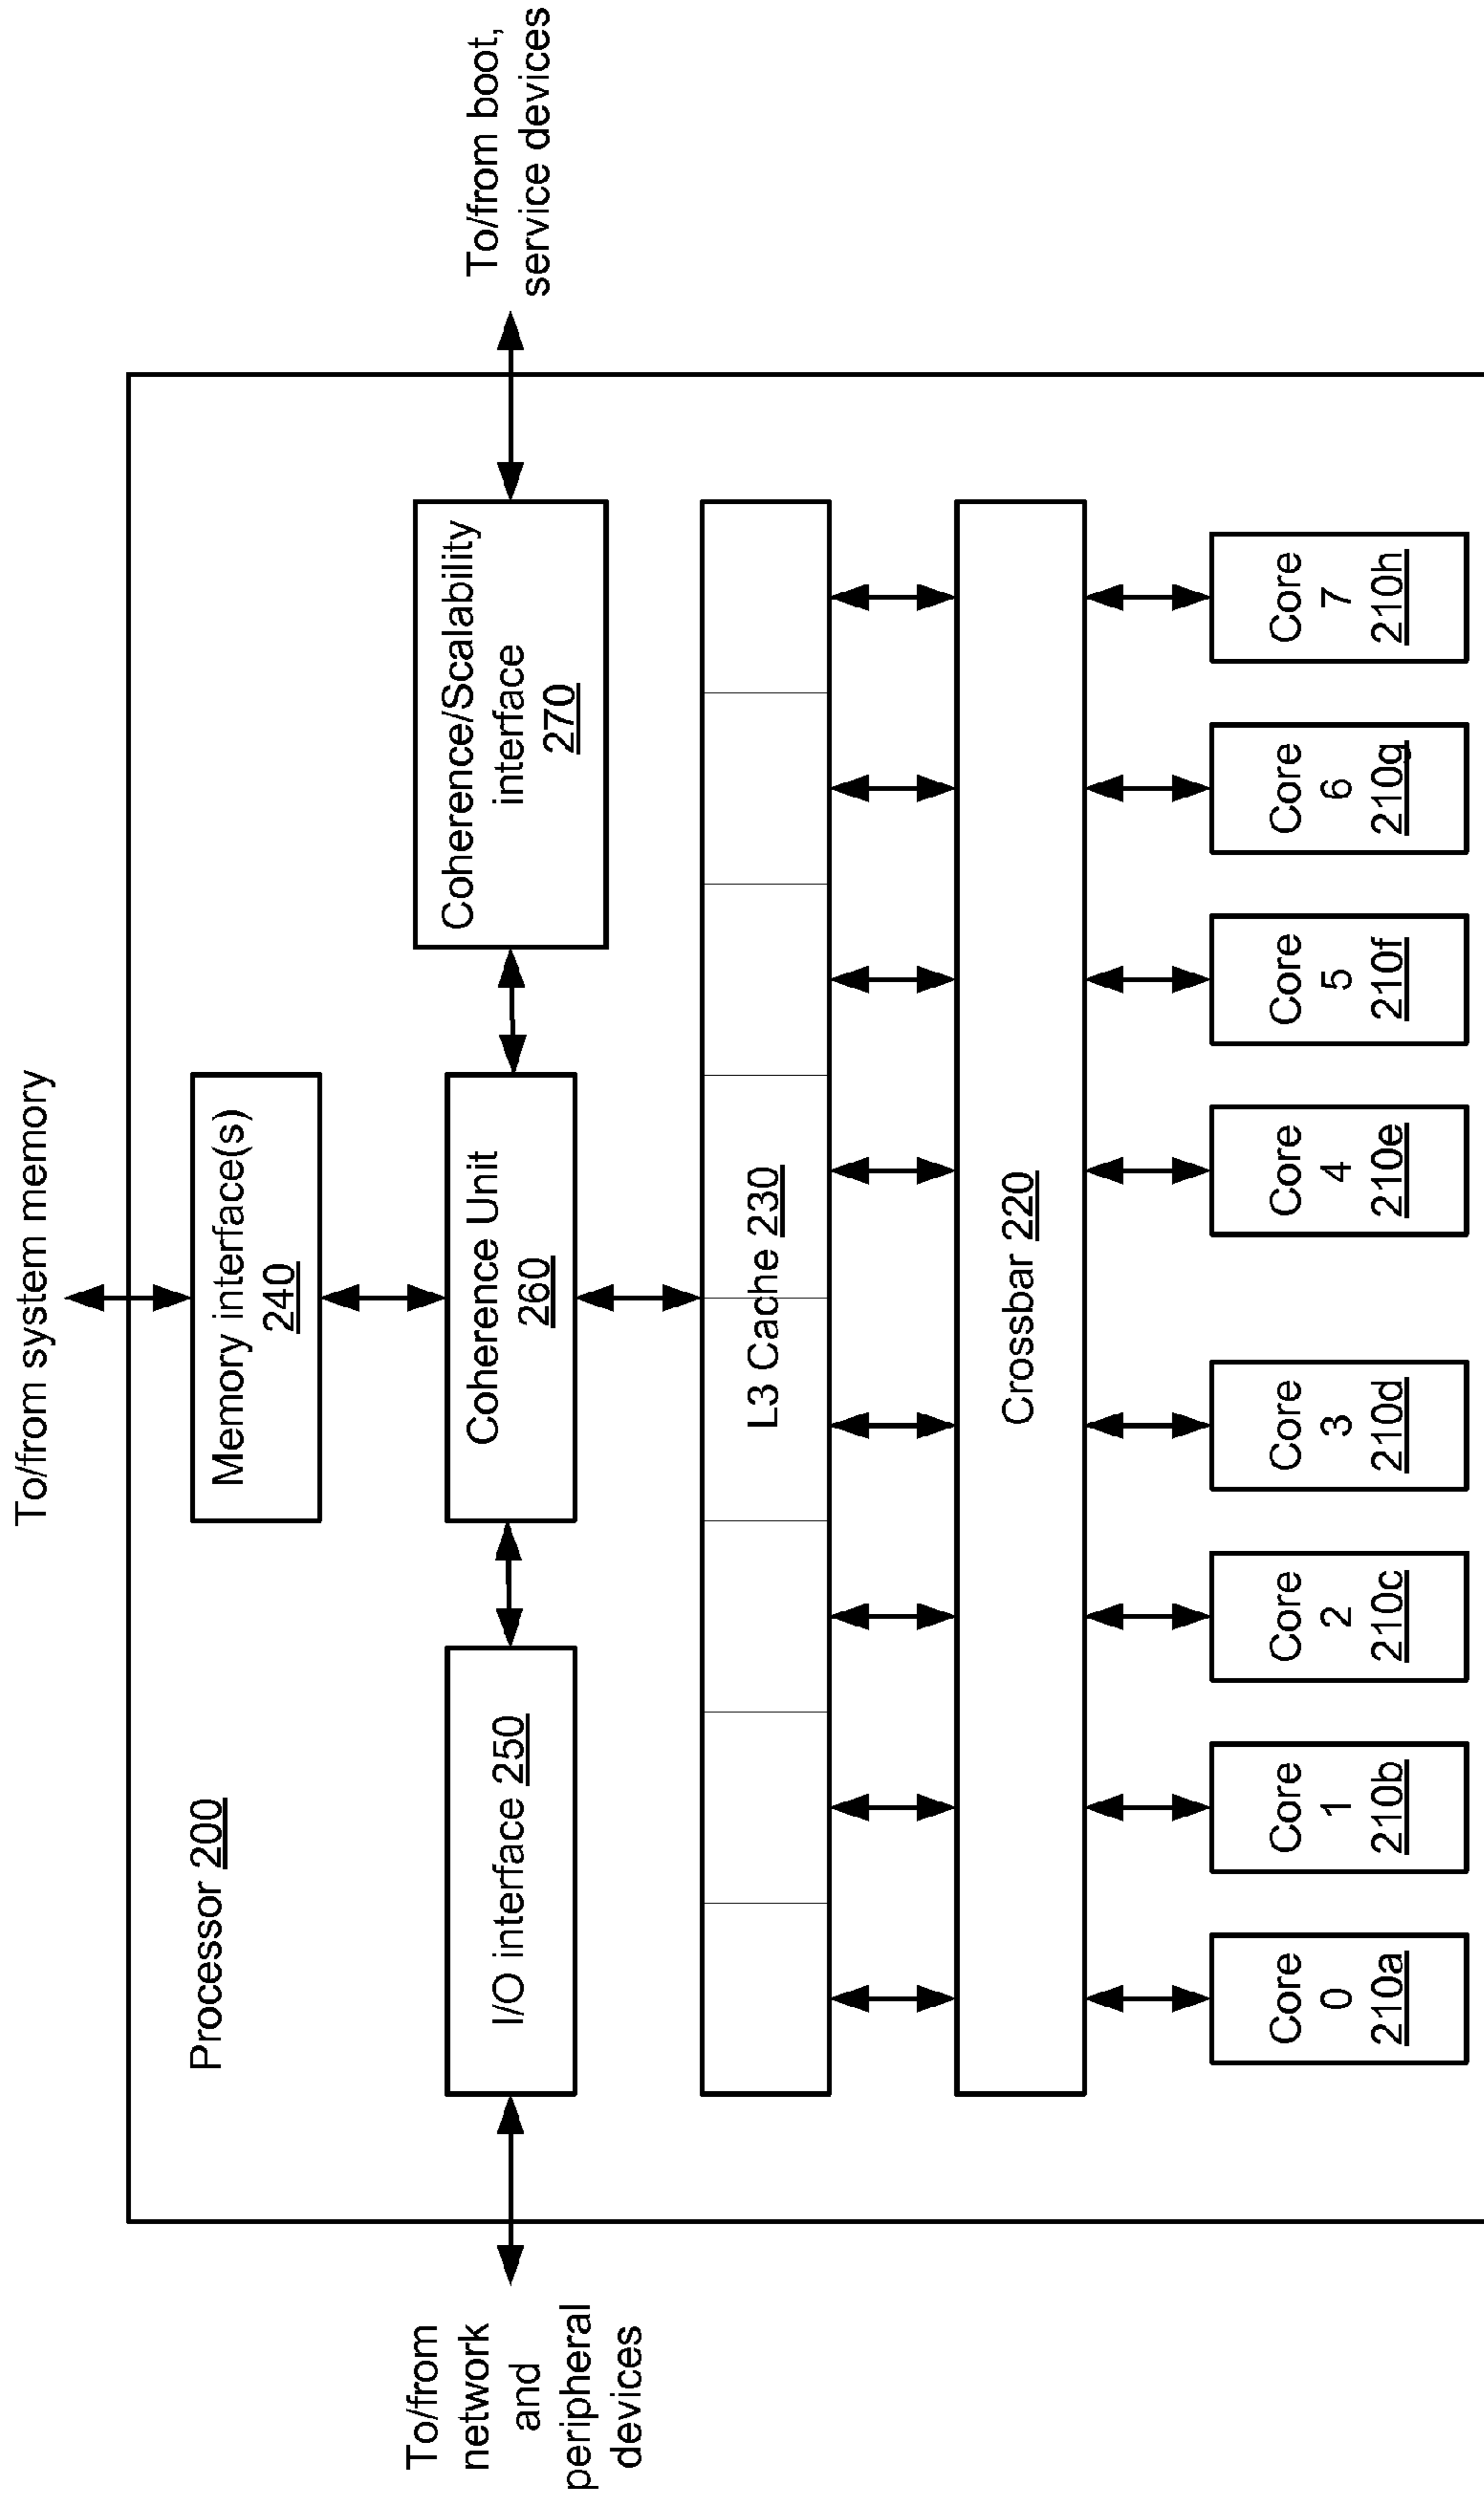 To/from system memory
Processor 200
Memory interface(s)
240
To/from
network
and
peripheral
devices
I/O interface 250
Coherence Unit
260
Coherence/Scalability
interface
270
To/from boot,
service devices
L3 Cache 230
Crossbar 220
Core
0
210a
Core
1
210b
Core
2
210c
Core
3
210d
Core
4
210e
Core
5
210f
Core
6
210g
Core
7
210h